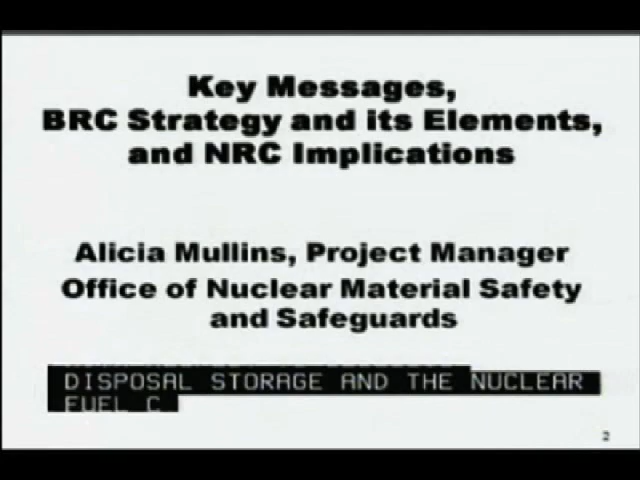 Key Messages,
BRC Strategy and its Elements,
and NRC Implications
Alicia Mullins, Project Manager
Office of Nuclear Material Safety
and Safeguards
DISPOSAL STORAGE AND THE NUCLEAR
FUEL C
2